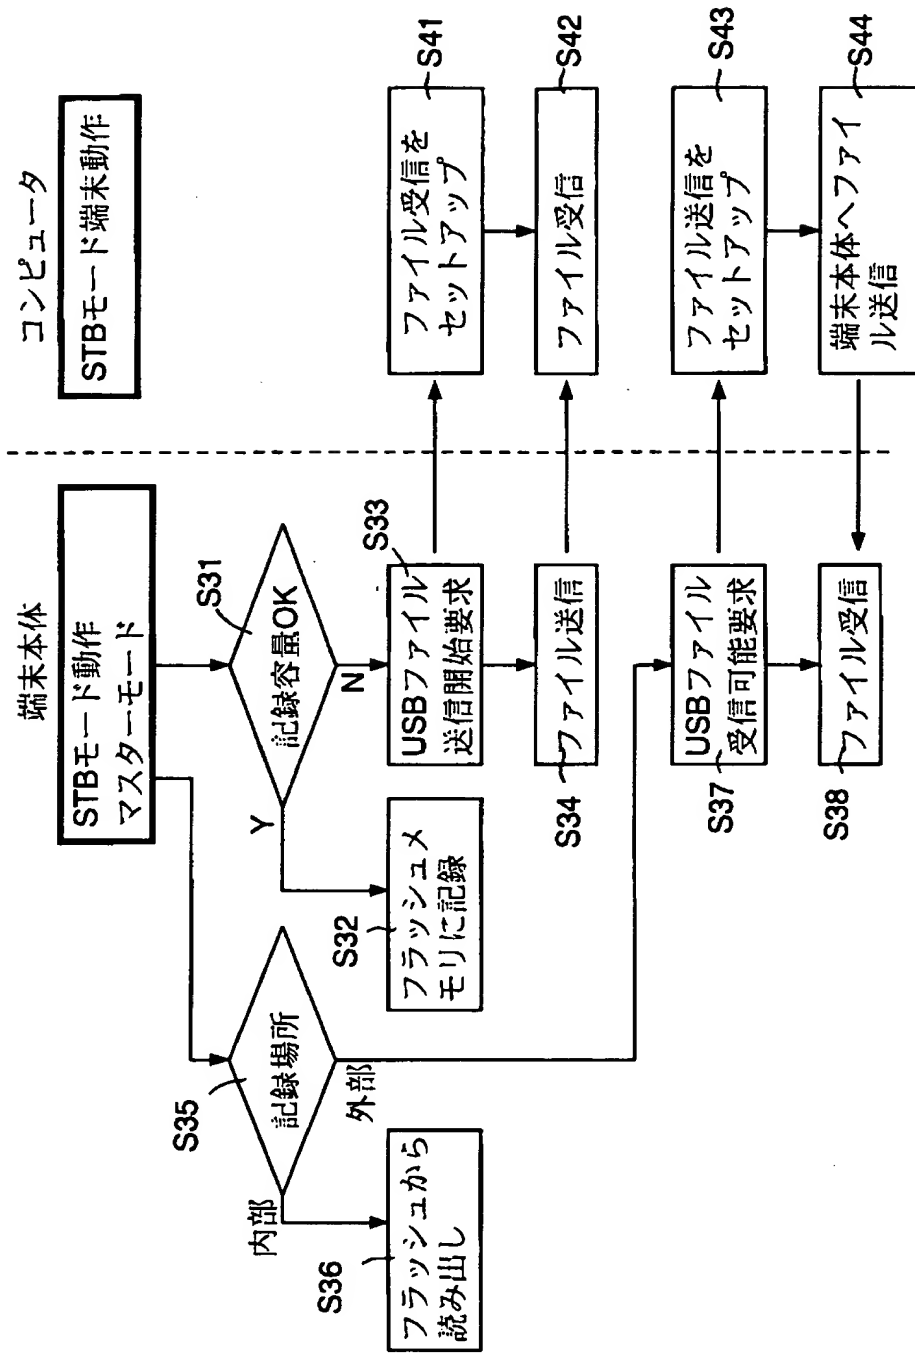 端末本体
コンピュータ
STBモード動作
マスターモード
STBモード端末動作
S35
記録場所
内部
外部
S31
記録容量OK
Y
N
S36
フラッシュから
読み出し
S32
フラッシュメ
モリに記録
S33
USBファイル
送信開始要求
S41
ファイル受信を
セットアップ
S34
ファイル送信
S42
ファイル受信
S37
USBファイル
受信可能要求
S43
ファイル送信を
セットアップ
S38
ファイル受信
S44
端末本体へファイ
ル送信